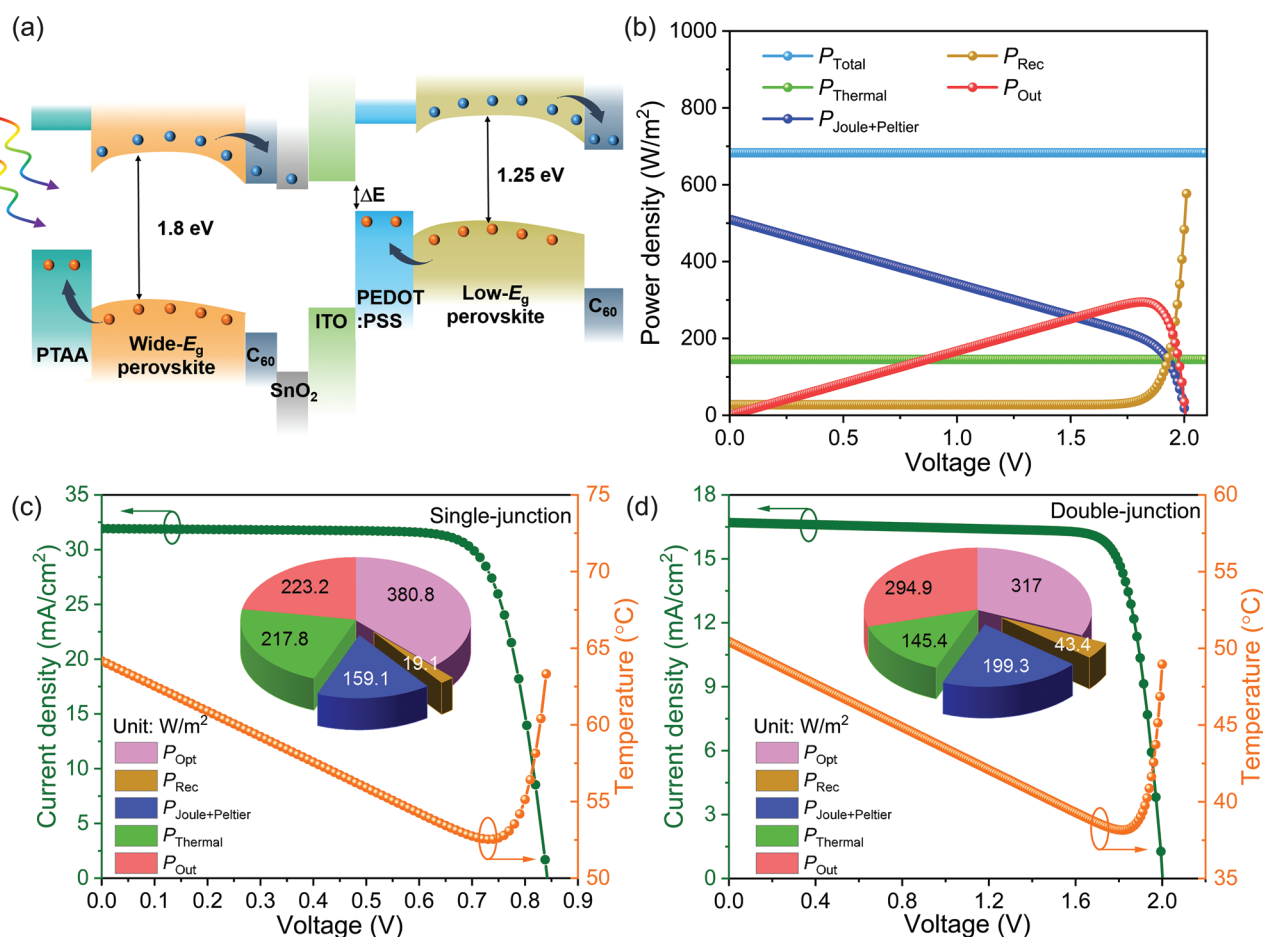 (a)
1.8 eV
1.25 eV
ΔE
PTAA
Wide-Eg
perovskite
C60
SnO2
ITO
PEDOT
:PSS
Low-Eg
perovskite
C60
(b)
Power density (W/m²)
1000
800
600
400
200
0
PTotal
PThermal
PJoule+Peltier
PRec
POut
0.0 0.5 1.0 1.5 2.0
Voltage (V)
(c)
Current density (mA/cm²)
35
30
25
20
15
10
5
0
Single-junction
223.2
380.8
217.8
159.1
19.1
Unit: W/m²
POpt
PRec
PJoule+Peltier
PThermal
POut
75
70
65
60
55
50
Temperature (°C)
0.0 0.1 0.2 0.3 0.4 0.5 0.6 0.7 0.8 0.9
Voltage (V)
(d)
Current density (mA/cm²)
18
15
12
9
6
3
0
Double-junction
294.9
317
145.4
199.3
43.4
Unit: W/m²
POpt
PRec
PJoule+Peltier
PThermal
POut
60
55
50
45
40
35
Temperature (°C)
0.0 0.4 0.8 1.2 1.6 2.0
Voltage (V)